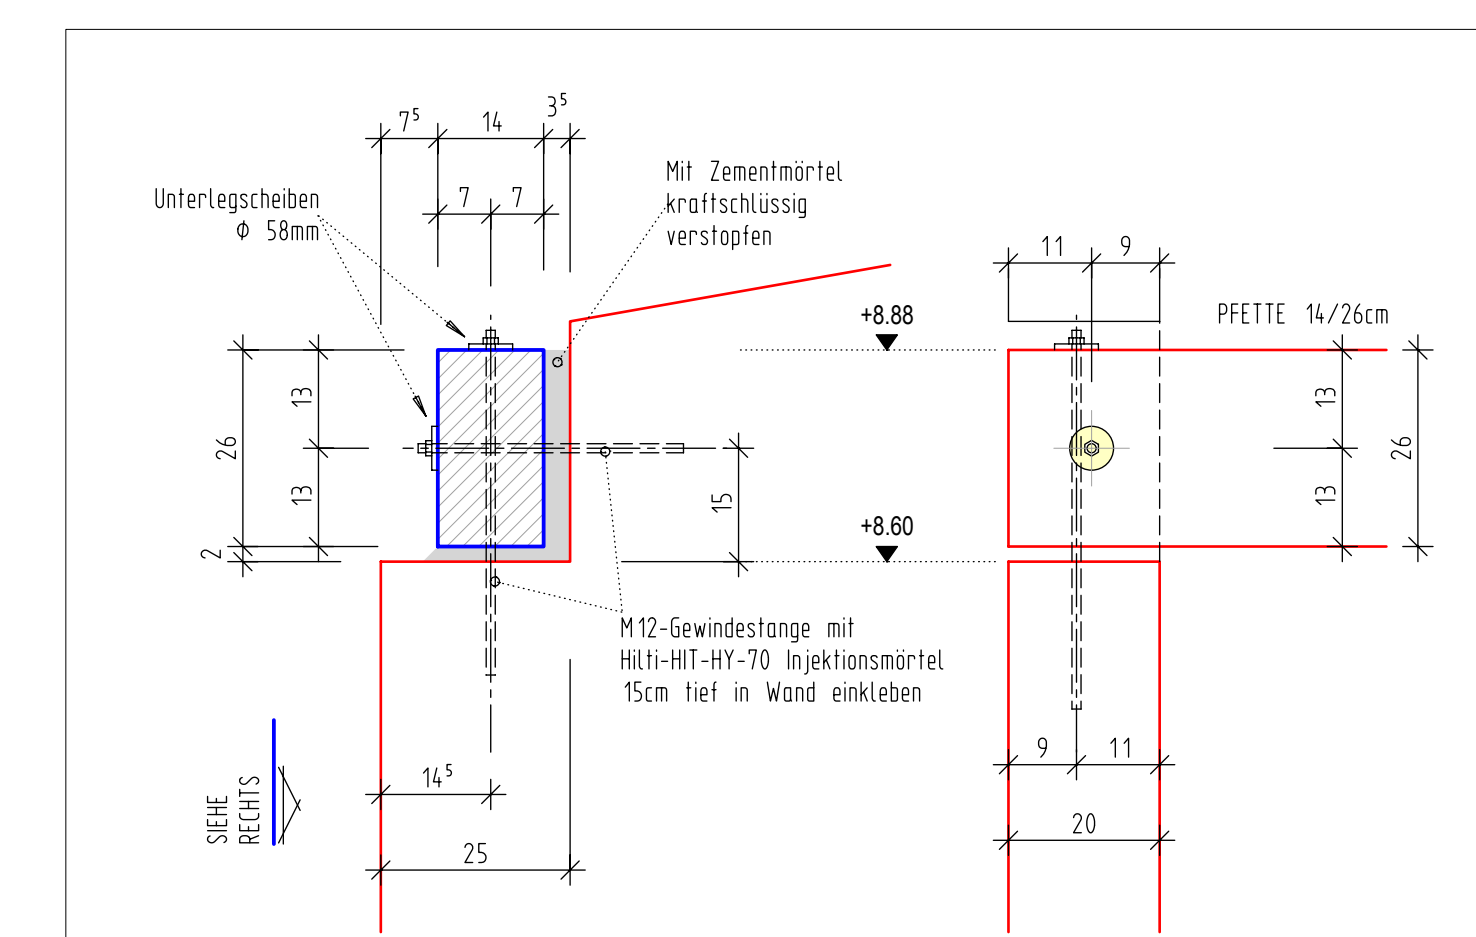 3⁵
7⁵ 14
Mit Zementmörtel
kraftschlüssig
verstopfen
Unterlegscheiben
Φ 58mm
7 7
11 9
+8.88
PFETTE 14/26cm
13
26
13
2
15
13
26
13
+8.60
M12-Gewindestange mit
Hilti-HIT-HY-70 Injektionsmörtel
15cm tief in Wand einkleben
SIEHE
RECHTS
14⁵
25
9 11
20